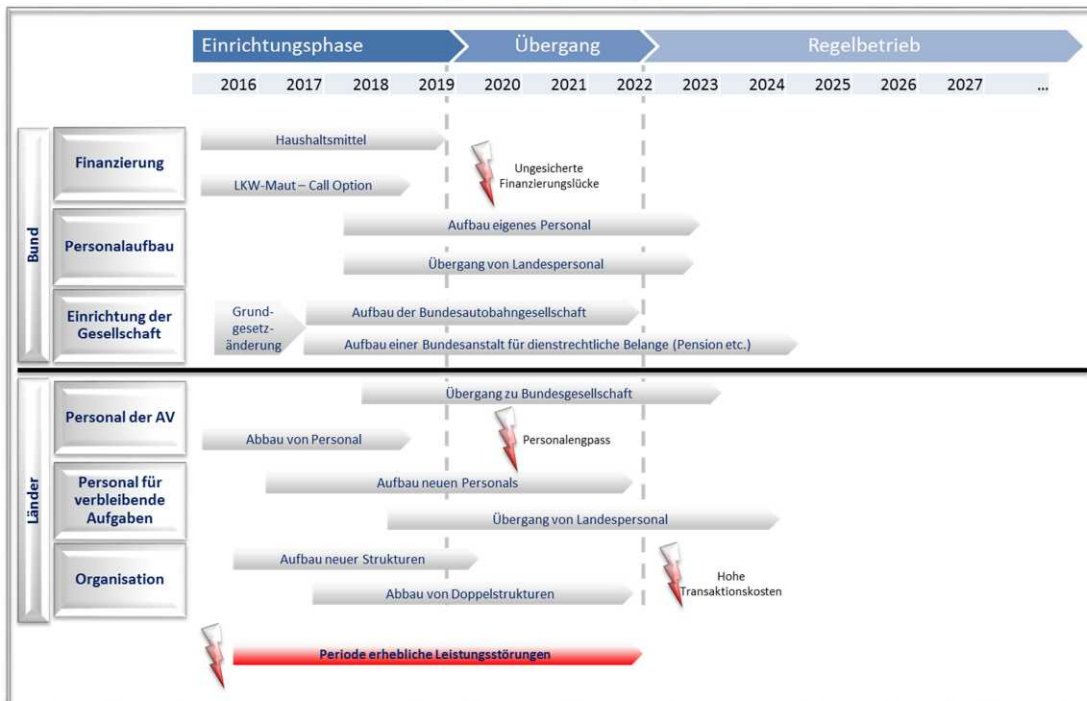 Einrichtungsphase Übergang Regelbetrieb
2016 2017 2018 2019 2020 2021 2022 2023 2024 2025 2026 2027 ...
Bund
Finanzierung
Haushaltsmittel
LKW-Maut – Call Option
Ungesicherte
Finanzierungslücke
Personalaufbau
Aufbau eigenes Personal
Übergang von Landespersonal
Einrichtung der
Gesellschaft
Grund-
gesetz-
änderung
Aufbau der Bundesautobahngesellschaft
Aufbau einer Bundesanstalt für dienstrechtliche Belange (Pension etc.)
Länder
Personal der AV
Übergang zu Bundesgesellschaft
Abbau von Personal
Personalengpass
Personal für
verbleibende
Aufgaben
Aufbau neuen Personals
Übergang von Landespersonal
Organisation
Aufbau neuer Strukturen
Abbau von Doppelstrukturen
Hohe
Transaktionskosten
Periode erhebliche Leistungsstörungen